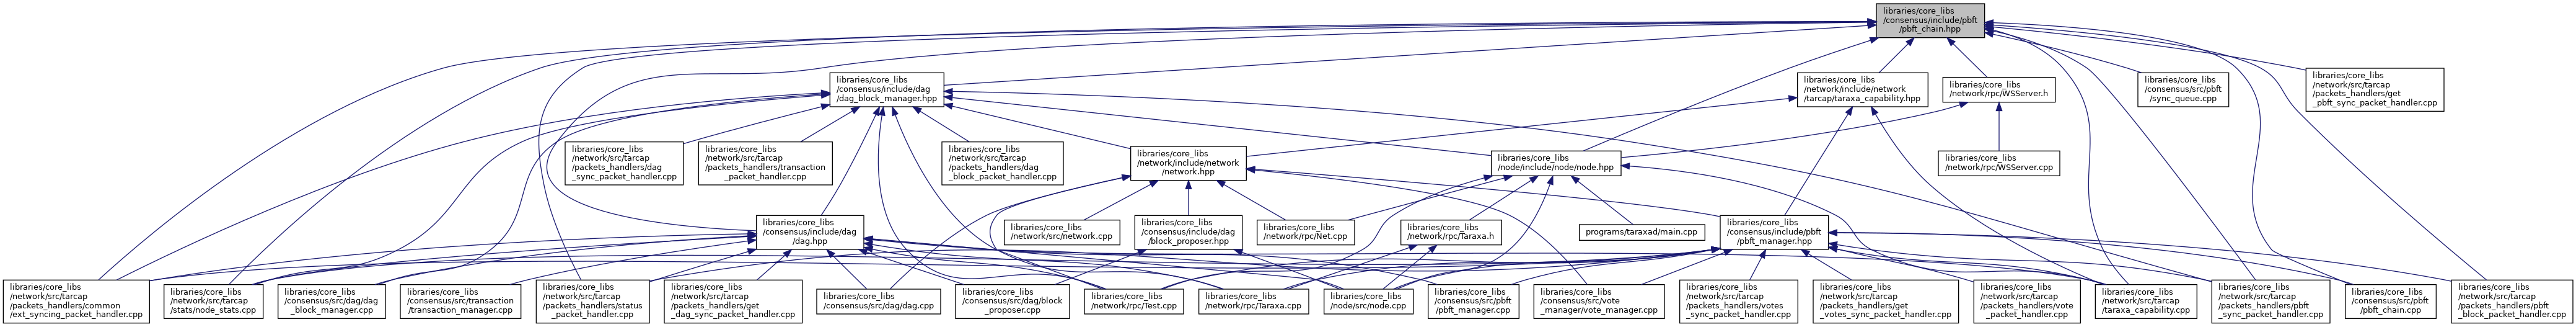 libraries/core_libs
/consensus/include/pbft
/pbft_chain.hpp
libraries/core_libs
/consensus/include/dag
/dag_block_manager.hpp
libraries/core_libs
/network/include/network
/tarcap/taraxa_capability.hpp
libraries/core_libs
/network/rpc/WSServer.h
libraries/core_libs
/consensus/src/pbft
/sync_queue.cpp
libraries/core_libs
/network/src/tarcap
/packets_handlers/get
_pbft_sync_packet_handler.cpp
libraries/core_libs
/network/src/tarcap
/packets_handlers/dag
_sync_packet_handler.cpp
libraries/core_libs
/network/src/tarcap
/packets_handlers/transaction
_packet_handler.cpp
libraries/core_libs
/network/src/tarcap
/packets_handlers/dag
_block_packet_handler.cpp
libraries/core_libs
/network/include/network
/network.hpp
libraries/core_libs
/node/include/node/node.hpp
libraries/core_libs
/network/rpc/WSServer.cpp
libraries/core_libs
/consensus/include/dag
/dag.hpp
libraries/core_libs
/network/src/network.cpp
libraries/core_libs
/consensus/include/dag
/block_proposer.hpp
libraries/core_libs
/network/rpc/Net.cpp
libraries/core_libs
/network/rpc/Taraxa.h
programs/taraxad/main.cpp
libraries/core_libs
/consensus/include/pbft
/pbft_manager.hpp
libraries/core_libs
/network/src/tarcap
/packets_handlers/common
/ext_syncing_packet_handler.cpp
libraries/core_libs
/network/src/tarcap
/stats/node_stats.cpp
libraries/core_libs
/consensus/src/dag/dag
_block_manager.cpp
libraries/core_libs
/consensus/src/transaction
/transaction_manager.cpp
libraries/core_libs
/network/src/tarcap
/packets_handlers/status
_packet_handler.cpp
libraries/core_libs
/network/src/tarcap
/packets_handlers/get
_dag_sync_packet_handler.cpp
libraries/core_libs
/consensus/src/dag/dag.cpp
libraries/core_libs
/consensus/src/dag/block
_proposer.cpp
libraries/core_libs
/network/rpc/Test.cpp
libraries/core_libs
/network/rpc/Taraxa.cpp
libraries/core_libs
/node/src/node.cpp
libraries/core_libs
/consensus/src/pbft
/pbft_manager.cpp
libraries/core_libs
/consensus/src/vote
_manager/vote_manager.cpp
libraries/core_libs
/network/src/tarcap
/packets_handlers/votes
_sync_packet_handler.cpp
libraries/core_libs
/network/src/tarcap
/packets_handlers/get
_votes_sync_packet_handler.cpp
libraries/core_libs
/network/src/tarcap
/packets_handlers/vote
_packet_handler.cpp
libraries/core_libs
/network/src/tarcap
/taraxa_capability.cpp
libraries/core_libs
/network/src/tarcap
/packets_handlers/pbft
_sync_packet_handler.cpp
libraries/core_libs
/consensus/src/pbft
/pbft_chain.cpp
libraries/core_libs
/network/src/tarcap
/packets_handlers/pbft
_block_packet_handler.cpp